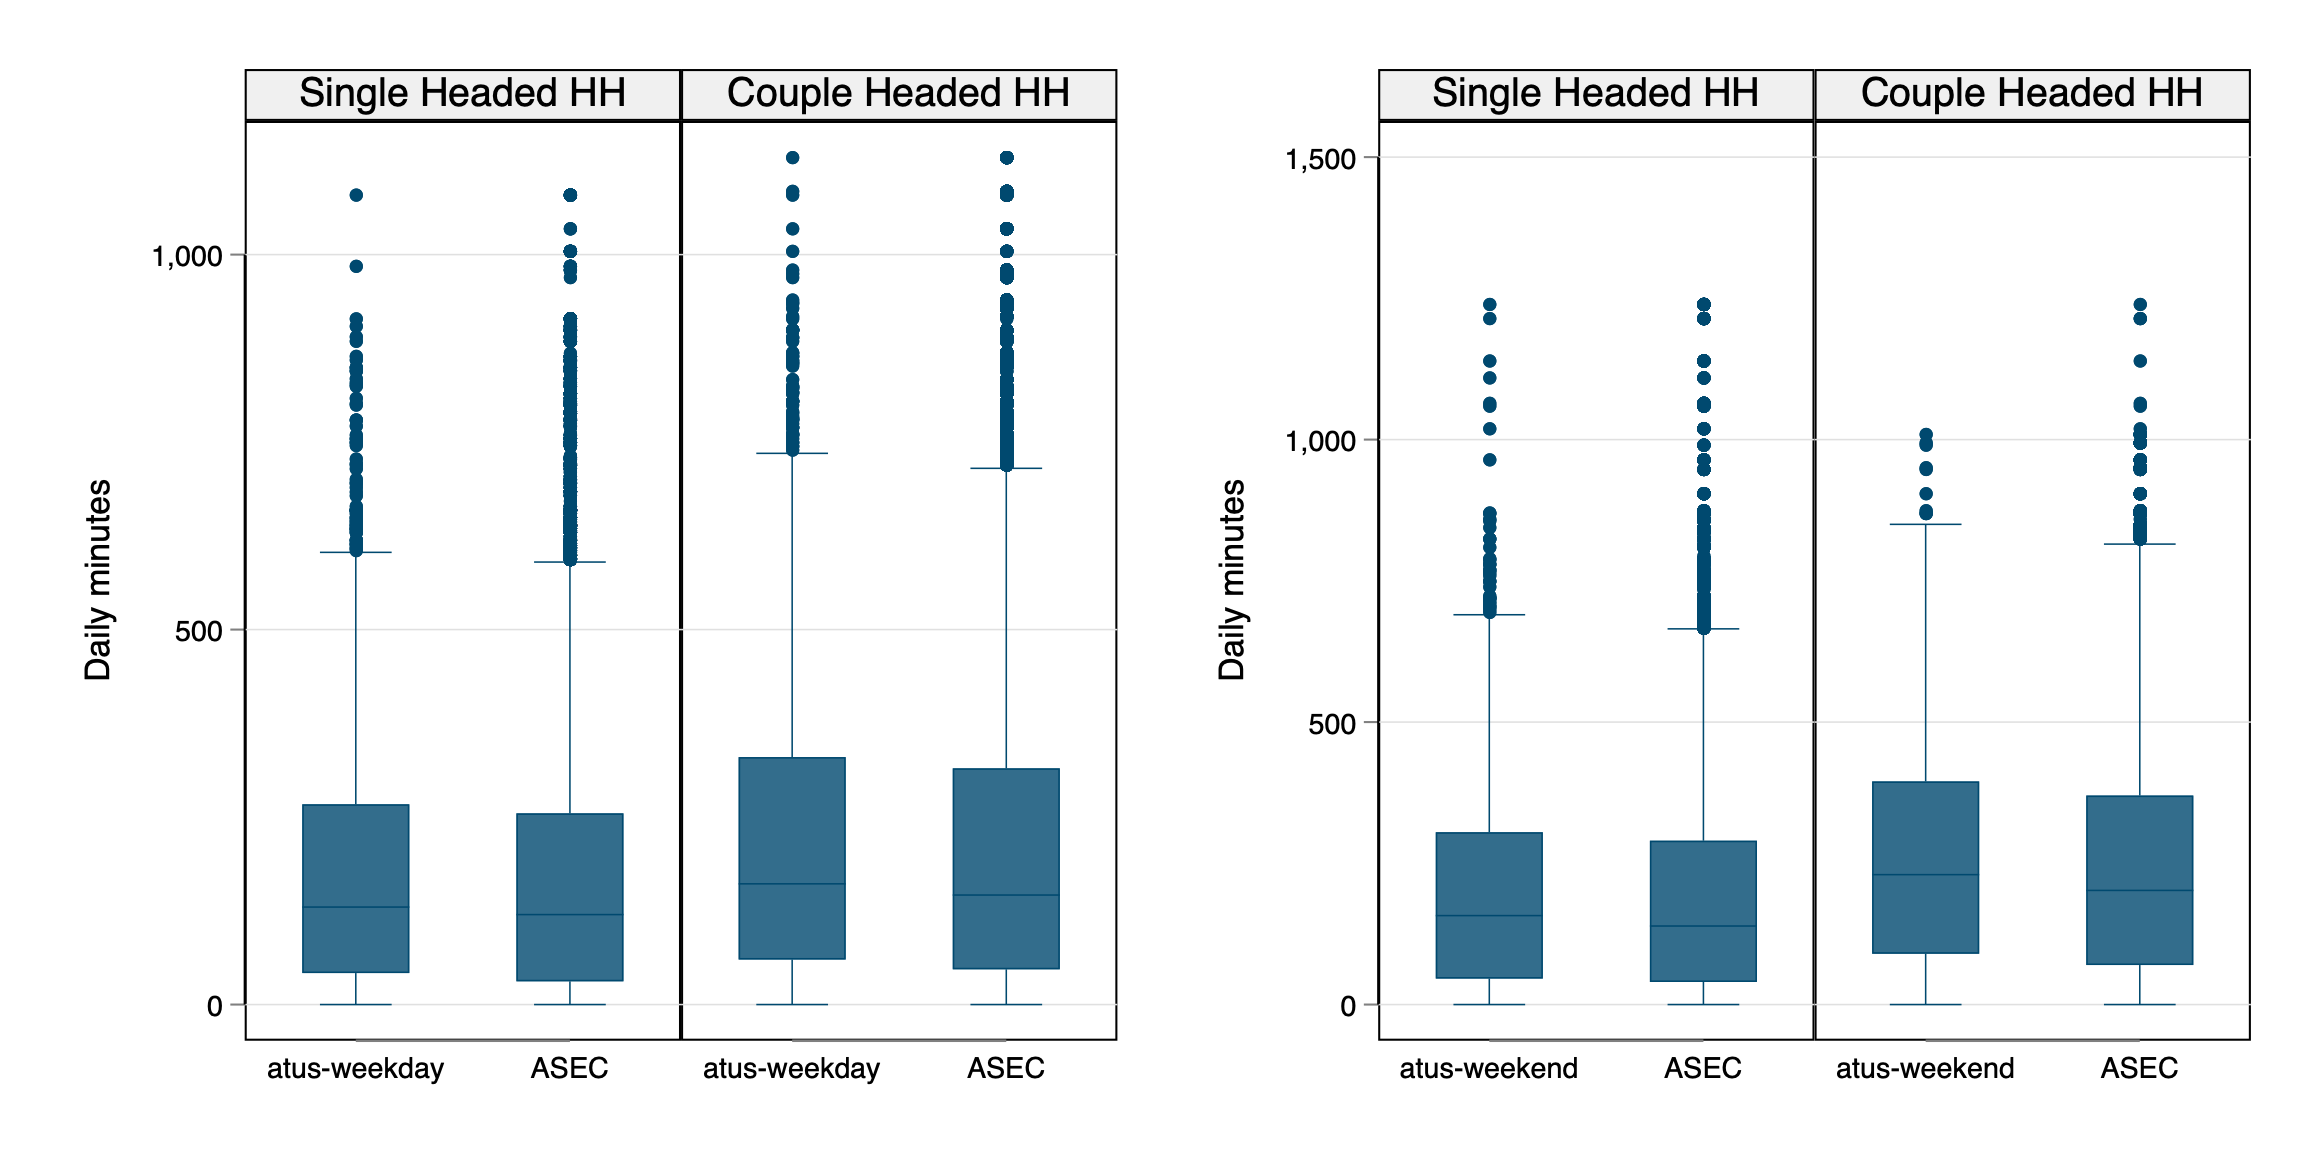 Single Headed HH
Couple Headed HH
1,000
500
0
Daily minutes
atus-weekday
ASEC
atus-weekday
ASEC
Single Headed HH
Couple Headed HH
1,500
1,000
500
0
Daily minutes
atus-weekend
ASEC
atus-weekend
ASEC